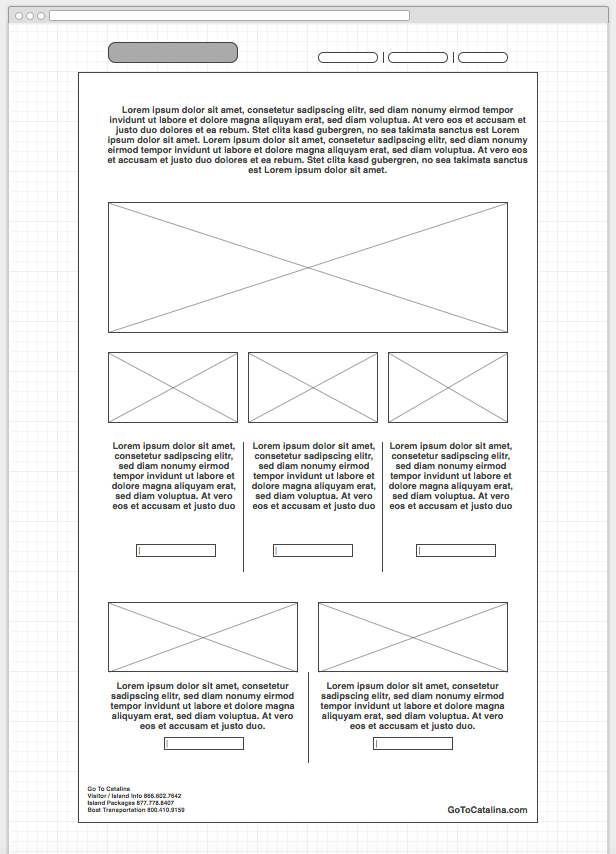 Lorem ipsum dolor sit amet, consetetur sadipscing elitr, sed diam nonumy eirmod tempor
invidunt ut labore et dolore magna aliquyam erat, sed diam voluptua. At vero eos et accusam et
justo duo dolores et ea rebum. Stet clita kasd gubergren, no sea takimata sanctus est Lorem
ipsum dolor sit amet. Lorem ipsum dolor sit amet, consetetur sadipscing elitr, sed diam nonumy
eirmod tempor invidunt ut labore et dolore magna aliquyam erat, sed diam voluptua. At vero eos
et accusam et justo duo dolores et ea rebum. Stet clita kasd gubergren, no sea takimata sanctus
est Lorem ipsum dolor sit amet.
Lorem ipsum dolor sit amet,
consetetur sadipscing elitr,
sed diam nonumy eirmod
tempor invidunt ut labore et
dolore magna aliquyam erat,
sed diam voluptua. At vero
eos et accusam et justo duo
Lorem ipsum dolor sit amet,
consetetur sadipscing elitr,
sed diam nonumy eirmod
tempor invidunt ut labore et
dolore magna aliquyam erat,
sed diam voluptua. At vero
eos et accusam et justo duo
Lorem ipsum dolor sit amet,
consetetur sadipscing elitr,
sed diam nonumy eirmod
tempor invidunt ut labore et
dolore magna aliquyam erat,
sed diam voluptua. At vero
eos et accusam et justo duo
Lorem ipsum dolor sit amet, consetetur
sadipscing elitr, sed diam nonumy eirmod
tempor invidunt ut labore et dolore magna
aliquyam erat, sed diam voluptua. At vero
eos et accusam et justo duo.
Lorem ipsum dolor sit amet, consetetur
sadipscing elitr, sed diam nonumy eirmod
tempor invidunt ut labore et dolore magna
aliquyam erat, sed diam voluptua. At vero
eos et accusam et justo duo.
Go To Catalina
Visitor / Island Info 866.602.7642
Island Packages 877.778.8407
Boat Transportation 800.410.9159
GoToCatalina.com